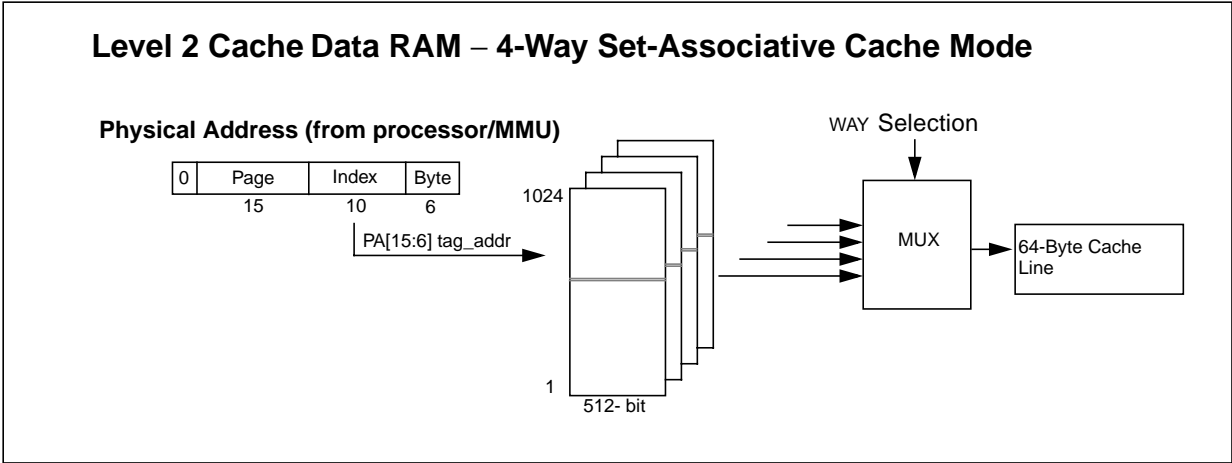 Level 2 Cache Data RAM – 4-Way Set-Associative Cache Mode
Physical Address (from processor/MMU)
0 Page Index Byte
15 10 6
PA[15:6] tag_addr
1024
1
512- bit
WAY Selection
MUX
64-Byte Cache
Line